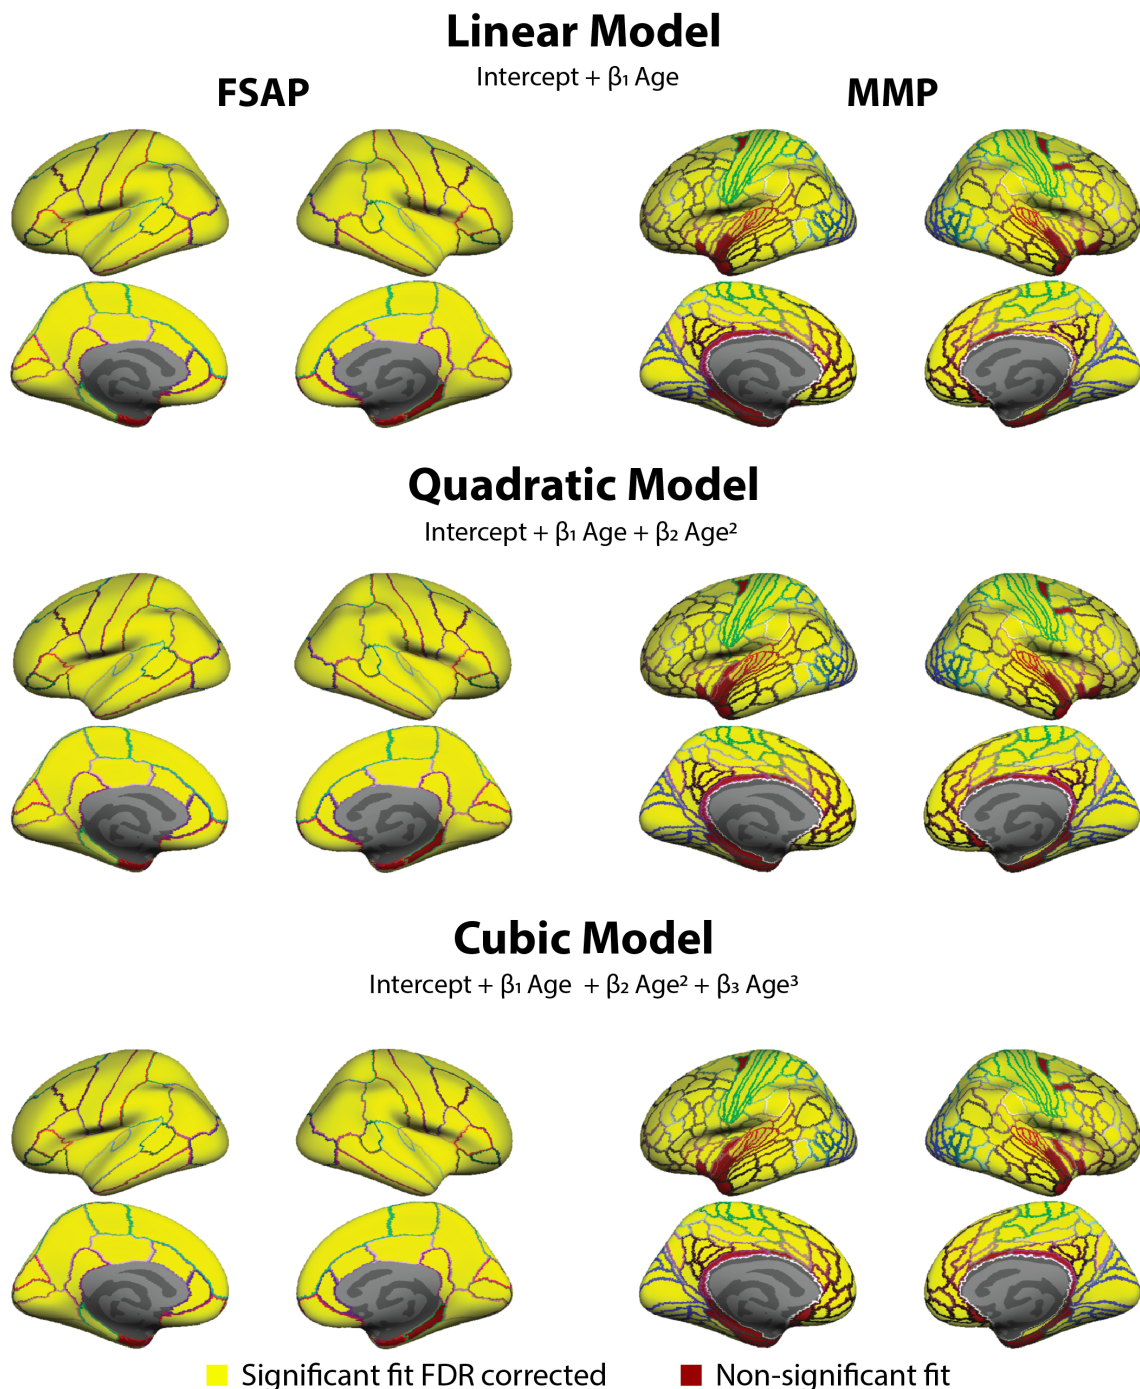 Linear Model
Intercept + β₁ Age
FSAP
MMP
Quadratic Model
Intercept + β₁ Age + β₂ Age²
Cubic Model
Intercept + β₁ Age + β₂ Age² + β₃ Age³
Significant fit FDR corrected
Non-significant fit